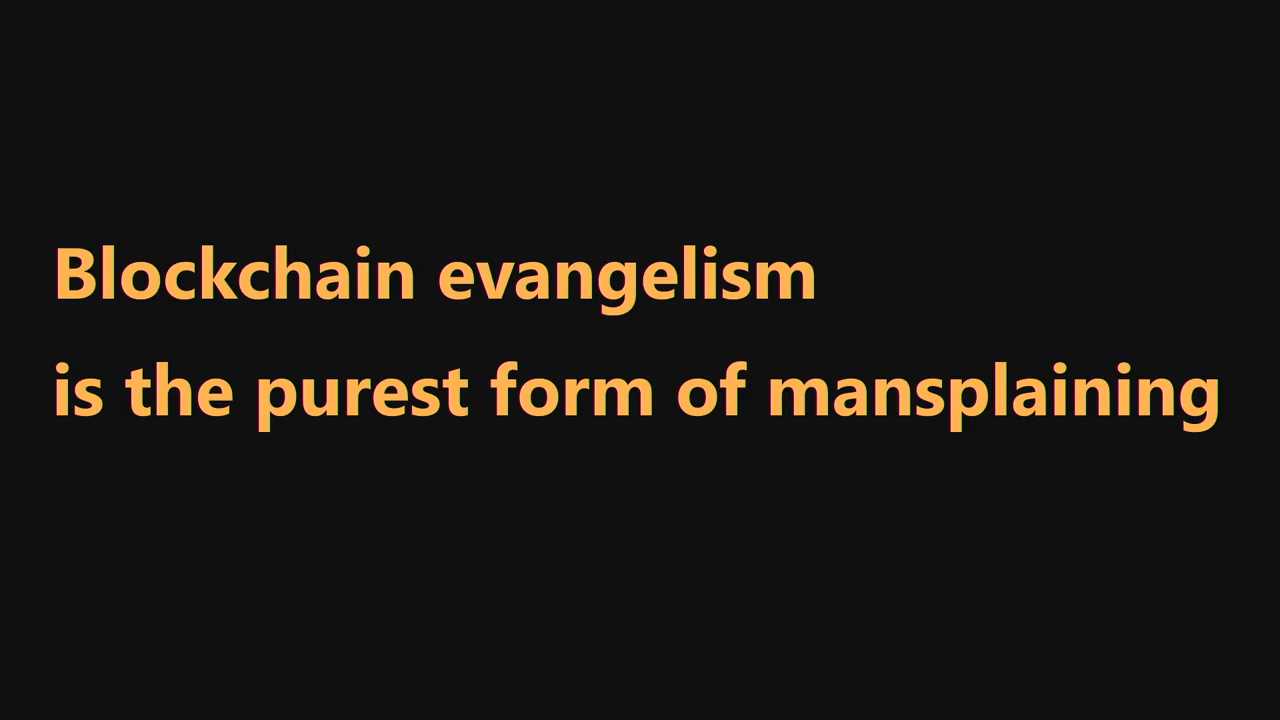 Blockchain evangelism
is the purest form of mansplaining